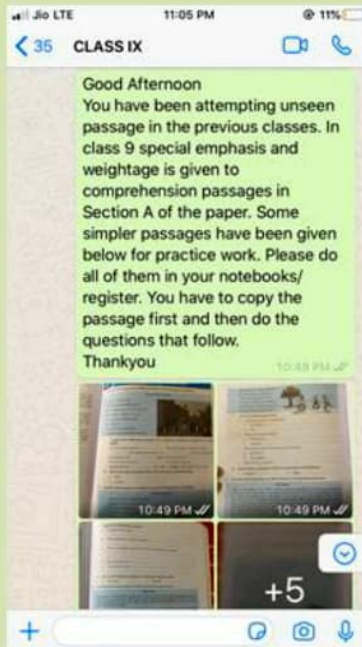 Jio LTE 11:05 PM 11%
35 CLASS IX
Good Afternoon
You have been attempting unseen
passage in the previous classes. In
class 9 special emphasis and
weightage is given to
comprehension passages in
Section A of the paper. Some
simpler passages have been given
below for practice work. Please do
all of them in your notebooks/
register. You have to copy the
passage first and then do the
questions that follow.
Thankyou
10:49 PM
10:49 PM 10:49 PM
+5